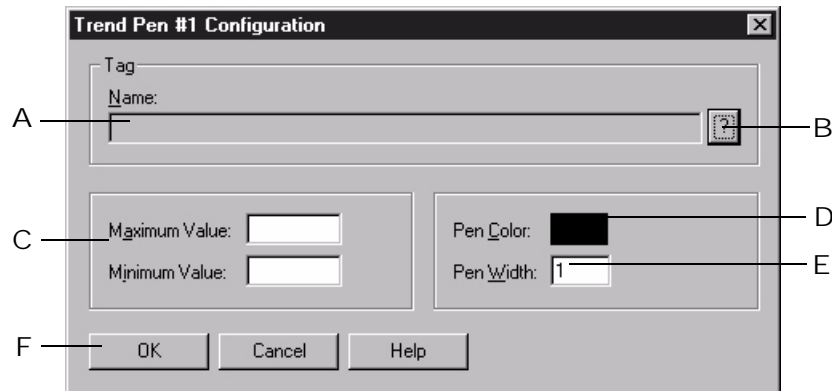 Trend Pen #1 Configuration
Tag
Name:
A
?
B
Maximum Value:
Minimum Value:
C
Pen Color:
D
Pen Width: 1
E
F
OK Cancel Help